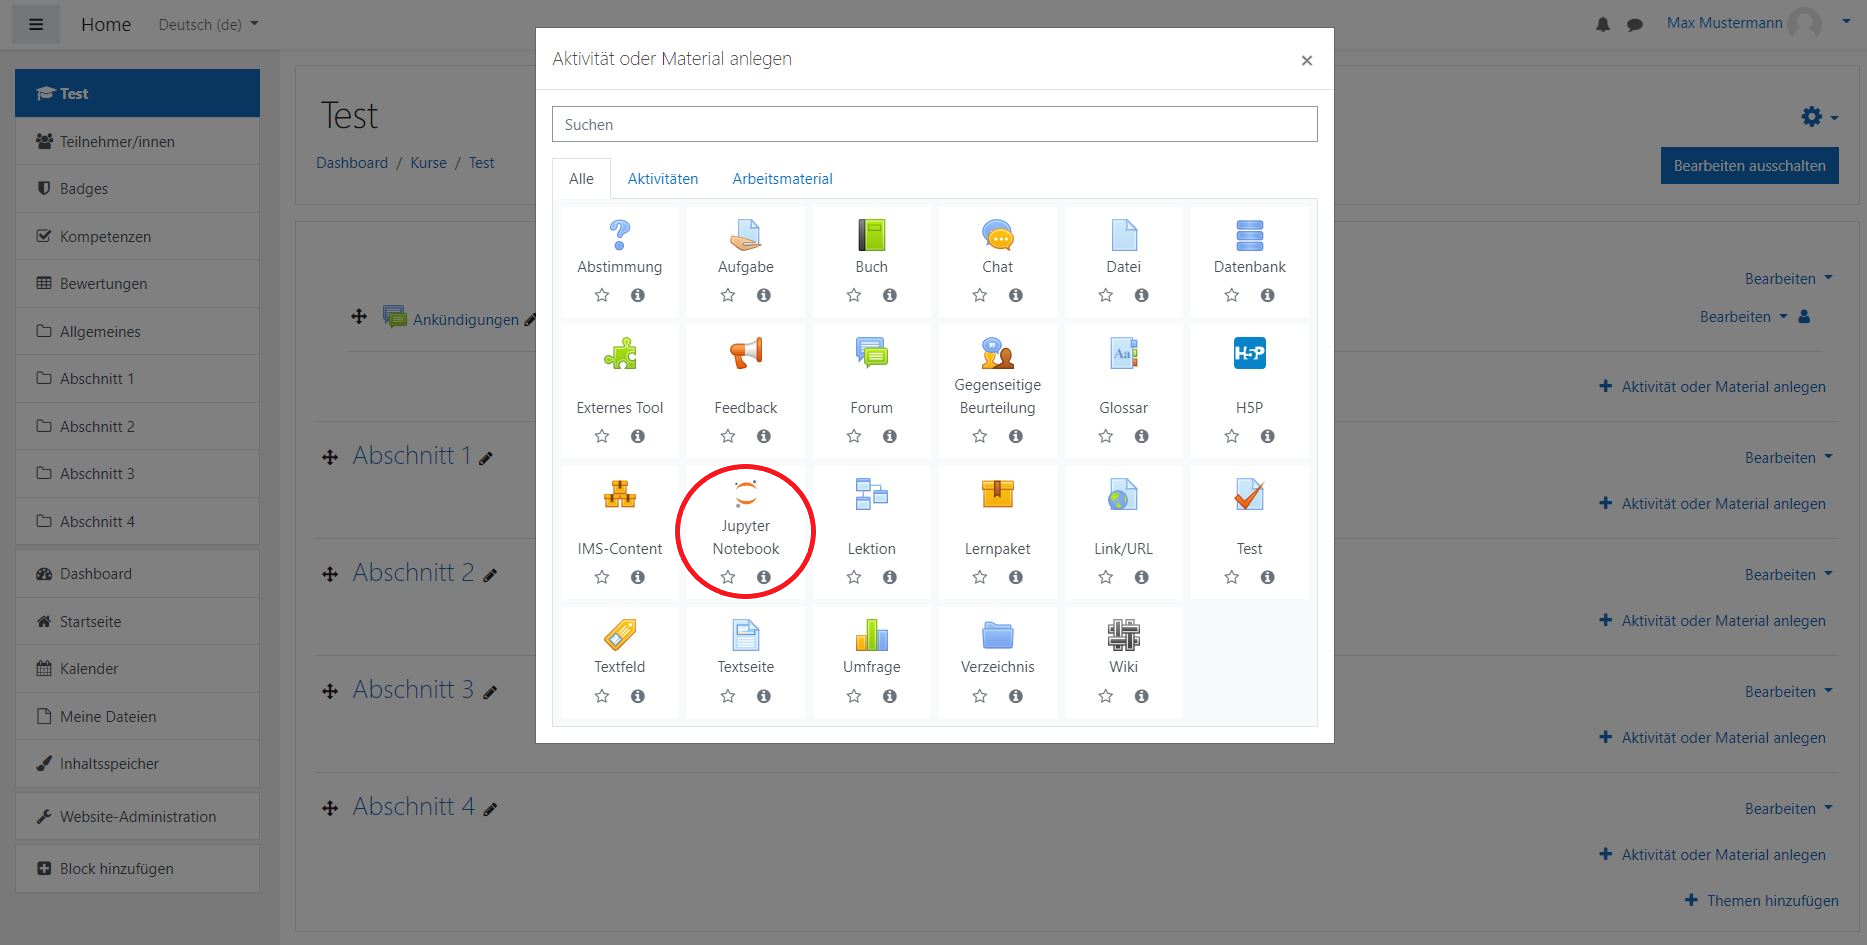 Home
Deutsch (de)
Max Mustermann
Test
Teilnehmer/innen
Badges
Kompetenzen
Bewertungen
Allgemeines
Abschnitt 1
Abschnitt 2
Abschnitt 3
Abschnitt 4
Dashboard
Startseite
Kalender
Meine Dateien
Inhaltsspeicher
Website-Administration
Block hinzufügen
Test
Dashboard / Kurse / Test
Bearbeiten ausschalten
Bearbeiten
Ankündigungen
Bearbeiten
Aktivität oder Material anlegen
Abschnitt 1
Bearbeiten
Aktivität oder Material anlegen
Abschnitt 2
Bearbeiten
Aktivität oder Material anlegen
Abschnitt 3
Bearbeiten
Aktivität oder Material anlegen
Abschnitt 4
Bearbeiten
Aktivität oder Material anlegen
Themen hinzufügen
Aktivität oder Material anlegen
Suchen
Alle Aktivitäten Arbeitsmaterial
Abstimmung
Aufgabe
Buch
Chat
Datei
Datenbank
Externes Tool
Feedback
Forum
Gegenseitige
Beurteilung
Aa
Glossar
H5P
H5P
IMS-Content
Jupyter
Notebook
Lektion
Lernpaket
Link/URL
Test
Textfeld
Textseite
Umfrage
Verzeichnis
Wiki